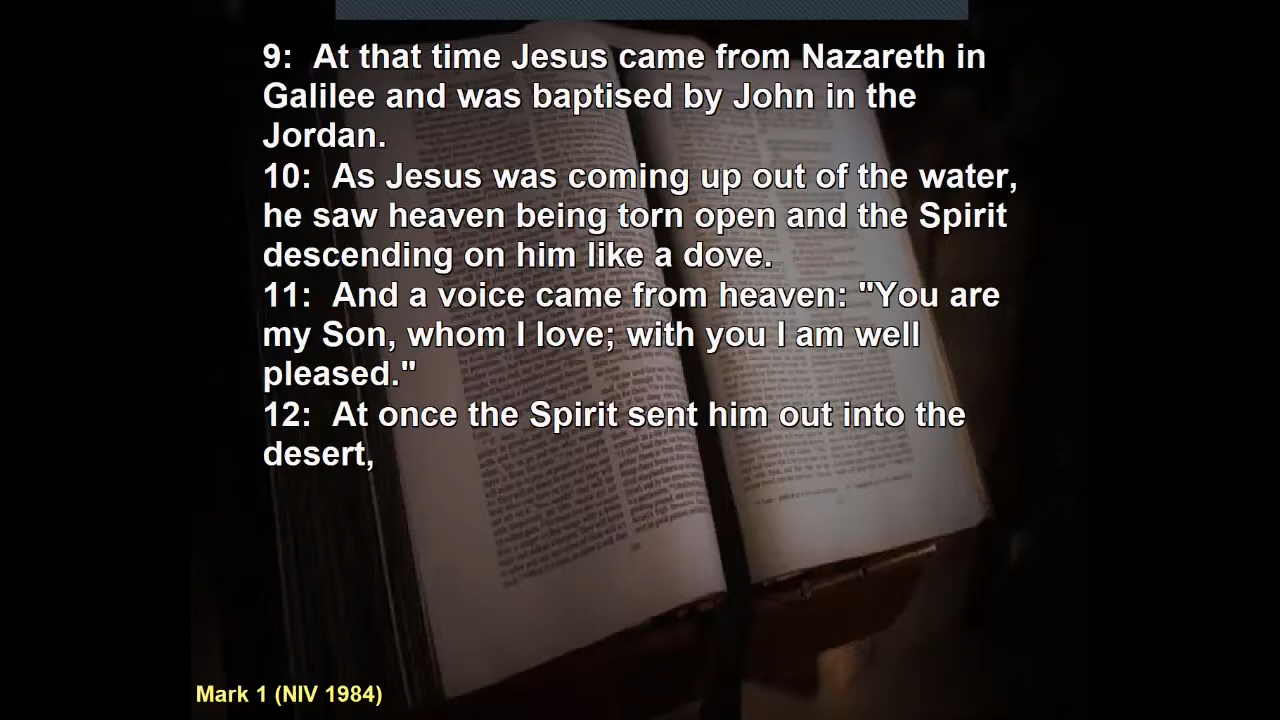 9:  At that time Jesus came from Nazareth in
Galilee and was baptised by John in the
Jordan.
10:  As Jesus was coming up out of the water,
he saw heaven being torn open and the Spirit
descending on him like a dove.
11:  And a voice came from heaven: "You are
my Son, whom I love; with you I am well
pleased."
12:  At once the Spirit sent him out into the
desert,
Mark 1 (NIV 1984)